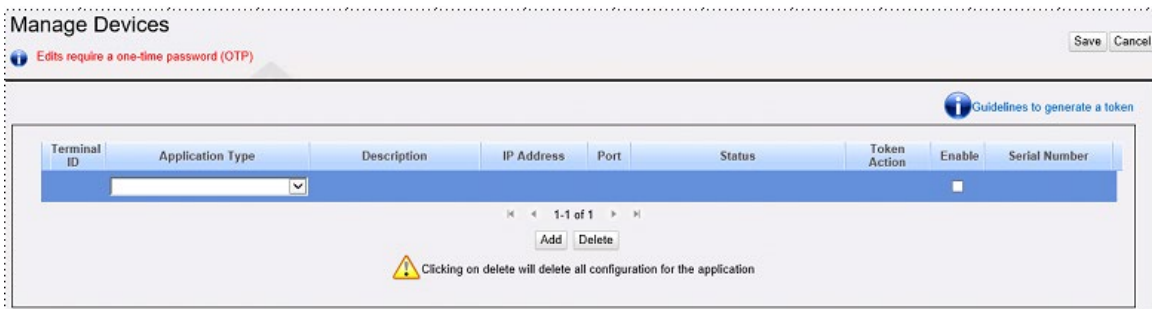 Manage Devices
Save Cancel
Edits require a one-time password (OTP)
Guidelines to generate a token
Terminal ID Application Type Description IP Address Port Status Token Action Enable Serial Number
1-1 of 1
Add Delete
Clicking on delete will delete all configuration for the application